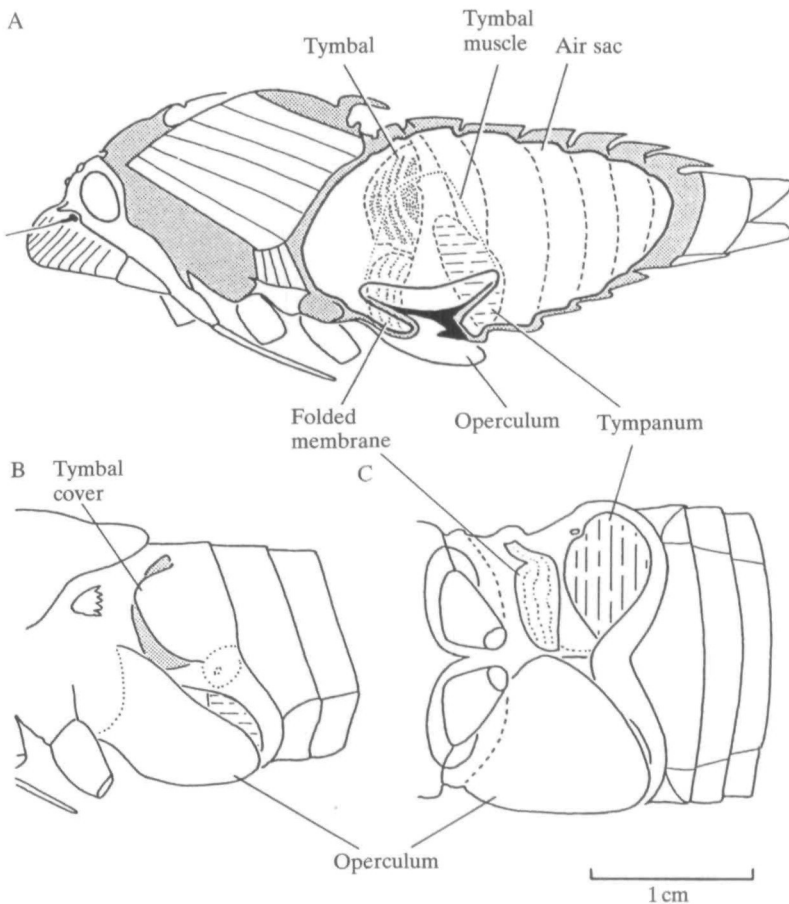 A
Tymbal
Tymbal
muscle
Air sac
Folded
membrane
Operculum
Tympanum
B
Tymbal
cover
C
Operculum
1 cm